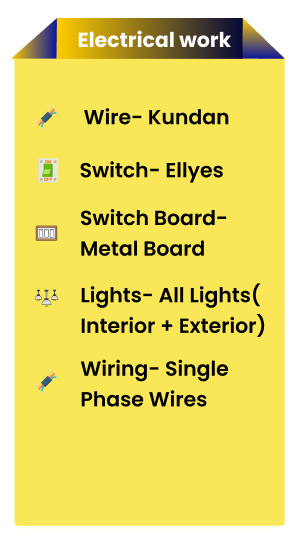 Electrical work
Wire- Kundan
Switch- Ellyes
Switch Board-
Metal Board
Lights- All Lights(
Interior + Exterior)
Wiring- Single
Phase Wires